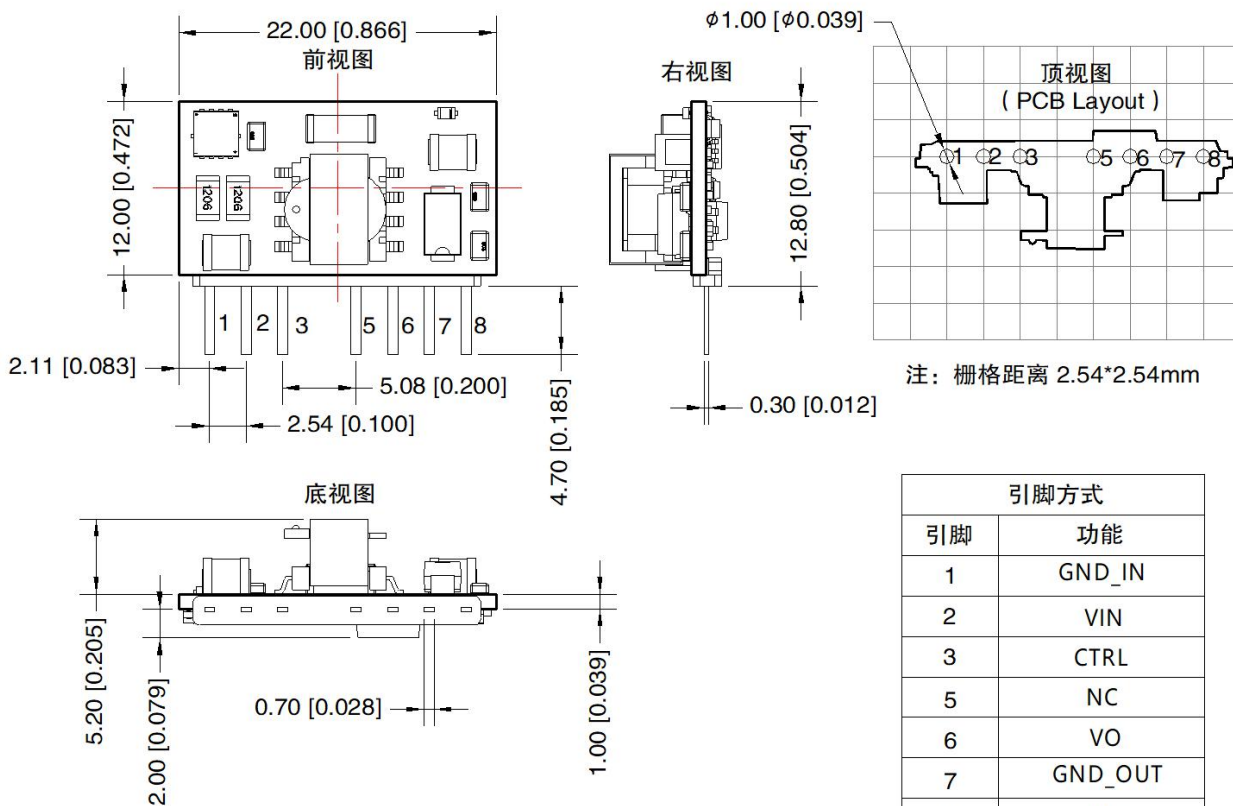 22.00 [0.866]
前视图
12.00 [0.472]
1206
1206
1
2
3
5
6
7
8
2.11 [0.083]
5.08 [0.200]
2.54 [0.100]
4.70 [0.185]
右视图
12.80 [0.504]
0.30 [0.012]
ϕ1.00 [ϕ0.039]
顶视图
( PCB Layout )
1
2
3
5
6
7
8
注：栅格距离 2.54*2.54mm
底视图
5.20 [0.205]
2.00 [0.079]
0.70 [0.028]
1.00 [0.039]
引脚方式
引脚 功能
1 GND_IN
2 VIN
3 CTRL
5 NC
6 VO
7 GND_OUT